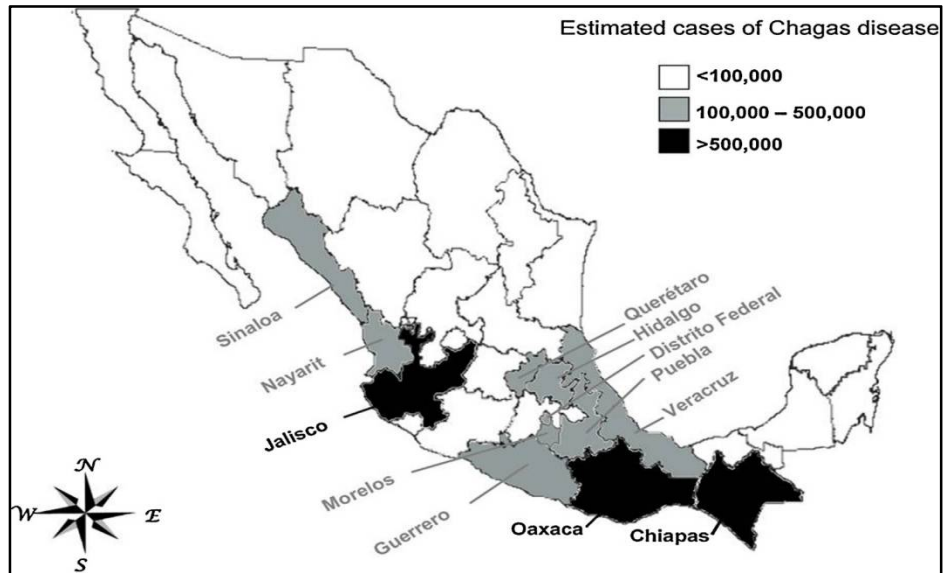 Estimated cases of Chagas disease
<100,000
100,000 – 500,000
>500,000
Querétaro
Hidalgo
Distrito Federal
Puebla
Veracruz
Sinaloa
Nayarit
Jalisco
Morelos
Guerrero
Oaxaca
Chiapas
N
W
E
S